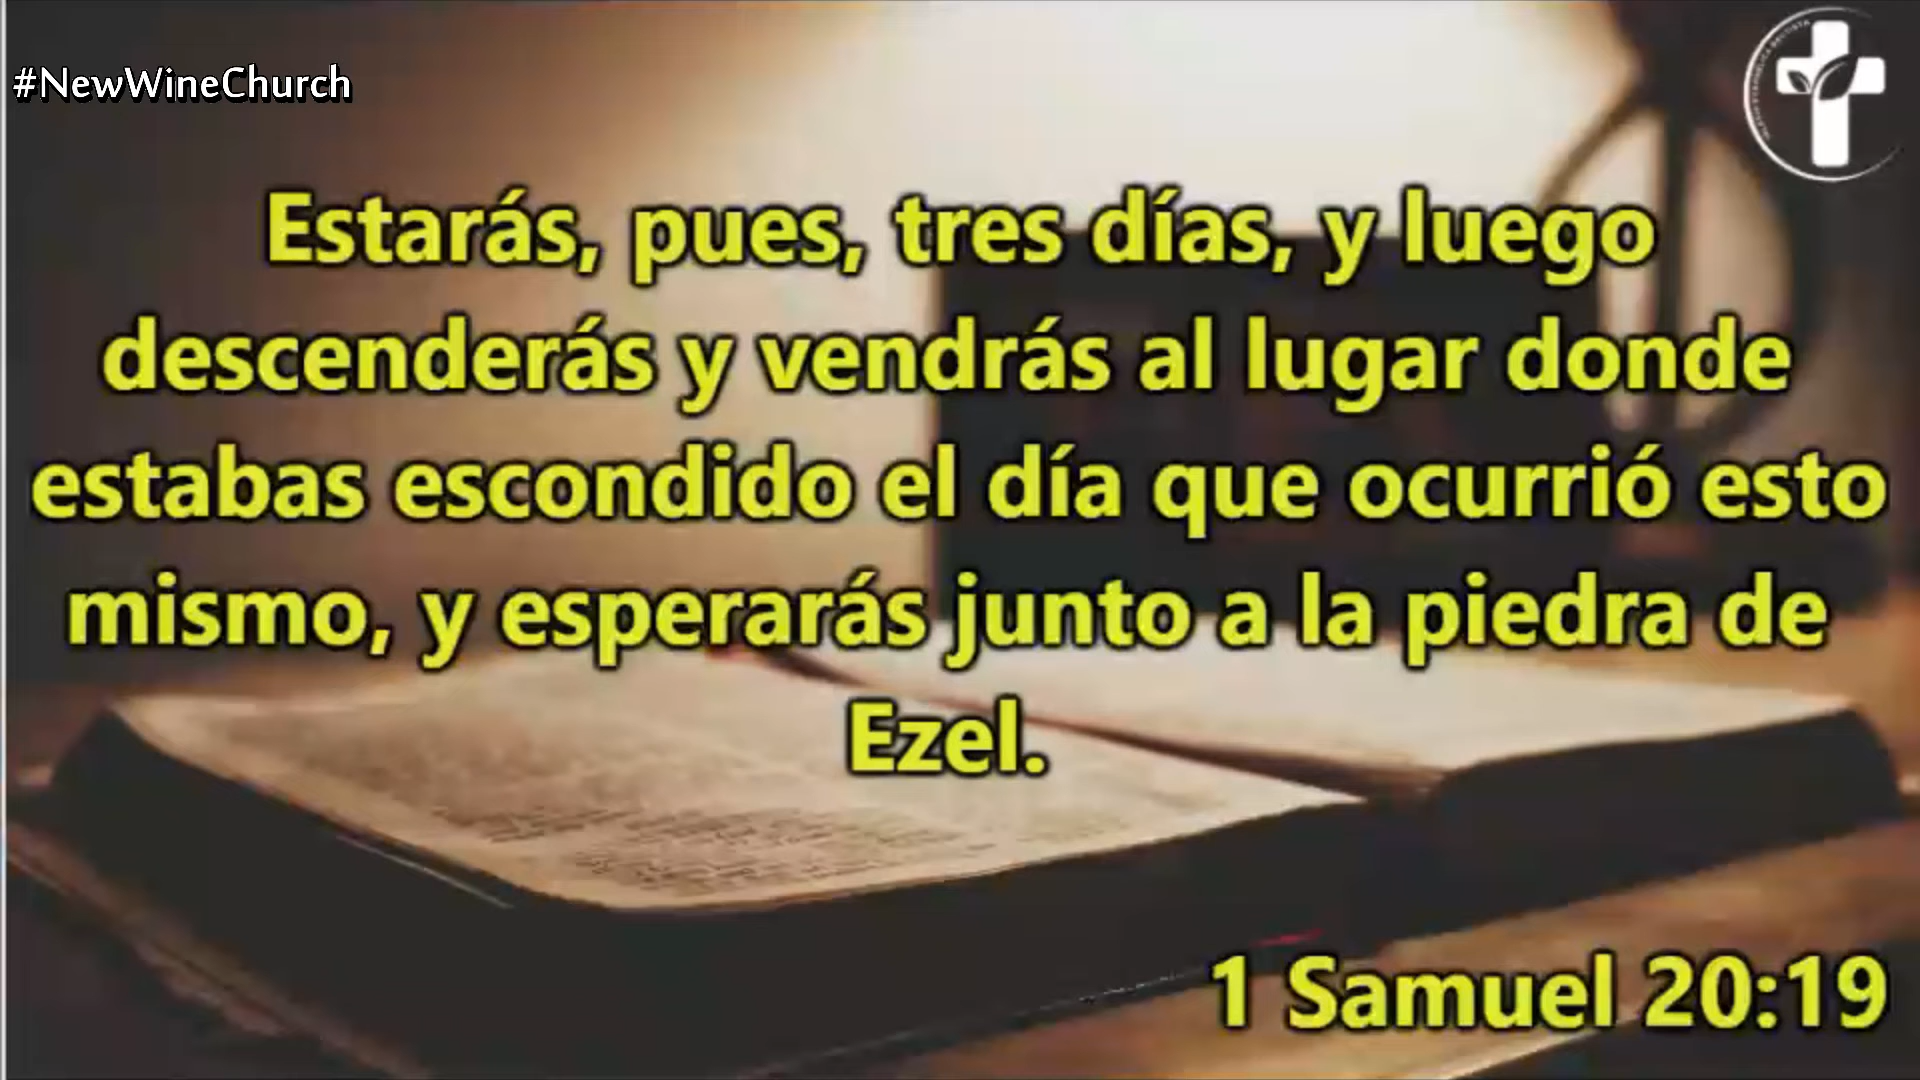 #NewWineChurch
Estarás, pues, tres días, y luego
descenderás y vendrás al lugar donde
estabas escondido el día que ocurrió esto
mismo, y esperarás junto a la piedra de
Ezel.
1 Samuel 20:19